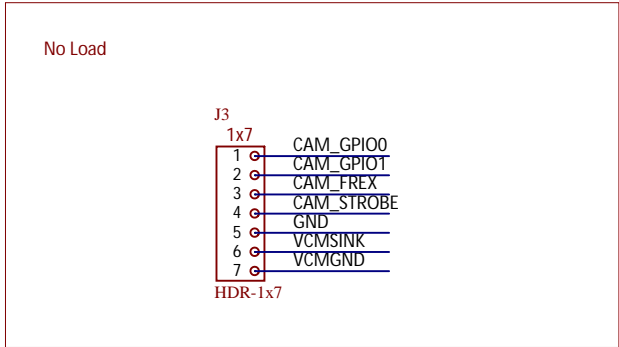 No Load
J3
1x7
1 CAM_GPIO0
2 CAM_GPIO1
3 CAM_FREX
4 CAM_STROBE
5 GND
6 VCMSINK
7 VCMGND
HDR-1x7